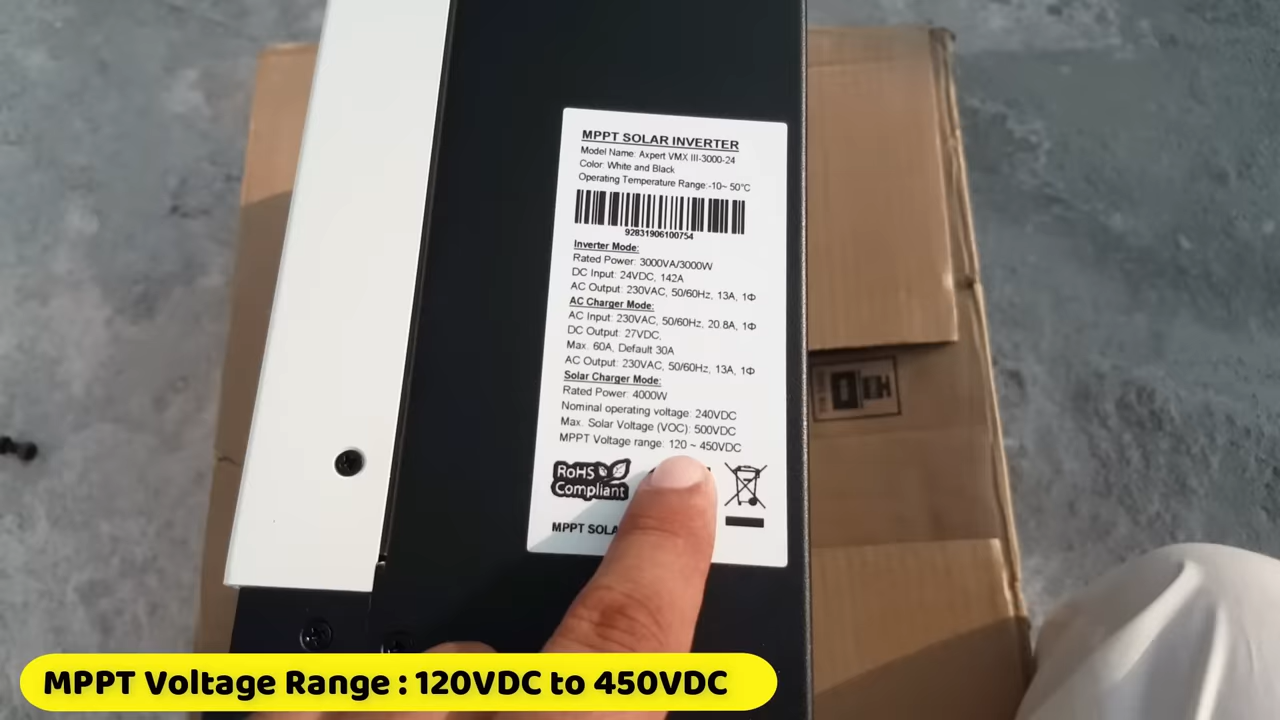 MPPT SOLAR INVERTER
Model Name: Axpert VMX III-3000-24
Color: White and Black
Operating Temperature Range:-10~ 50°C
92831906100754
Inverter Mode:
Rated Power: 3000VA/3000W
DC Input: 24VDC, 142A
AC Output: 230VAC, 50/60Hz, 13A, 1Φ
AC Charger Mode:
AC Input: 230VAC, 50/60Hz, 20.8A, 1Φ
DC Output: 27VDC,
Max. 60A, Default 30A
AC Output: 230VAC, 50/60Hz, 13A, 1Φ
Solar Charger Mode:
Rated Power: 4000W
Nominal operating voltage: 240VDC
Max. Solar Voltage (VOC): 500VDC
MPPT Voltage range: 120 ~ 450VDC
RoHS
Compliant
MPPT
MPPT Voltage Range : 120VDC to 450VDC